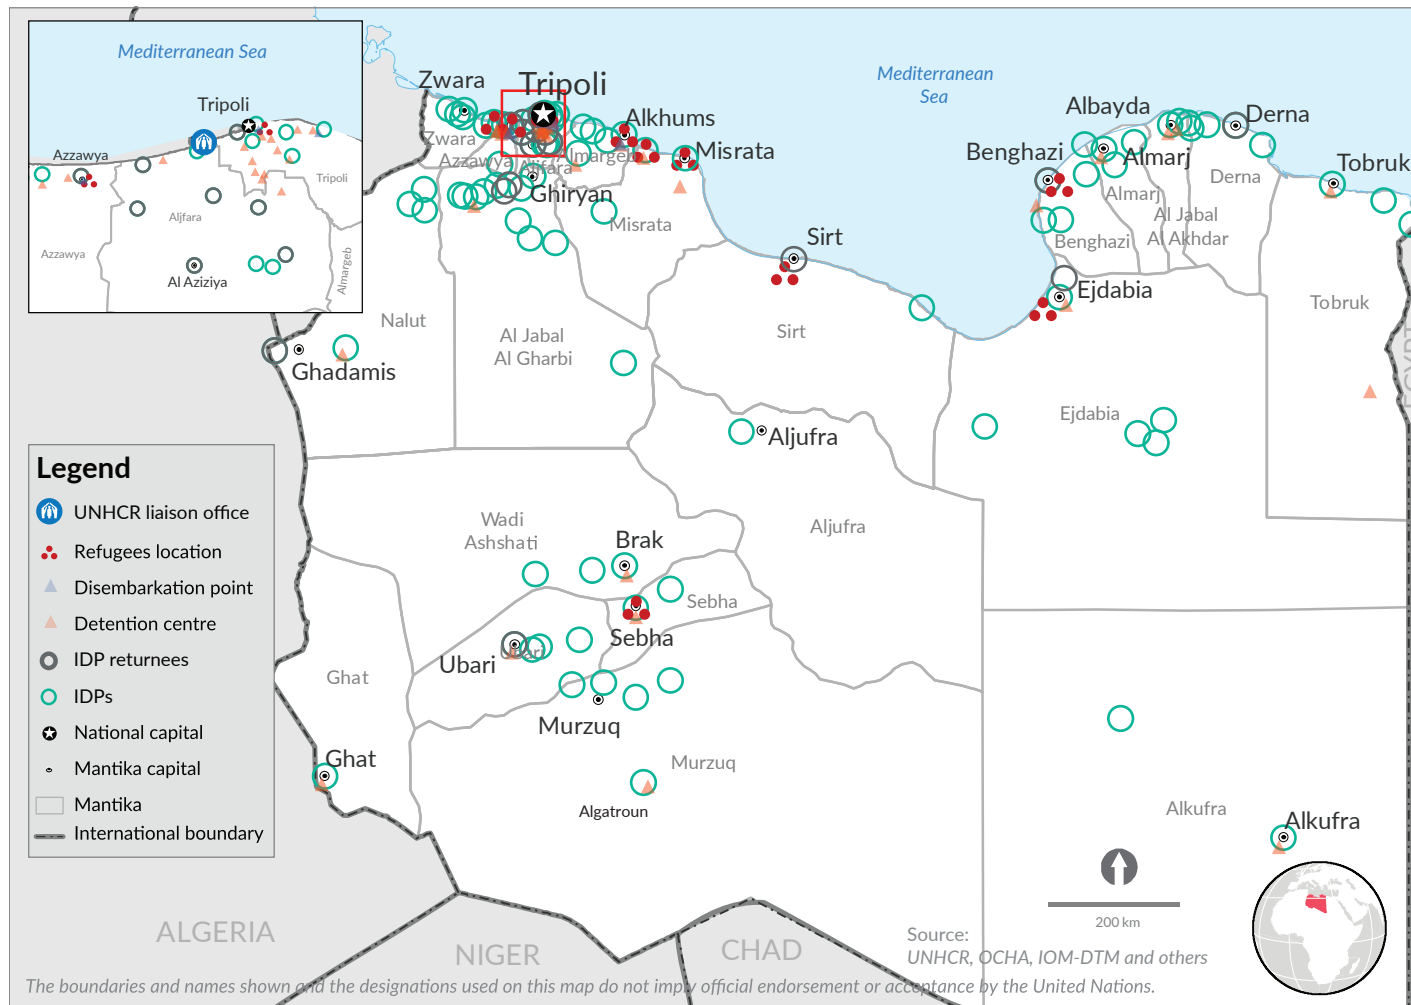 Mediterranean Sea
Tripoli
Azzawya
Tripoli
Aljfara
Azzawya
Almargeb
Al Aziziya
Mediterranean
Sea
Zwara
Tripoli
Alkhums
Misrata
Zwara
Azzawya
Aljfara
lmargeb
Ghiryan
Misrata
Sirt
Albayda
Derna
Benghazi
Almarj
Tobruk
Almarj
Derna
Al Jabal
Al Akhdar
Benghazi
Ejdabia
Tobruk
EGYPT
Nalut
Al Jabal
Al Gharbi
Sirt
Ghadamis
Ejdabia
Aljufra
Aljufra
Wadi
Ashshati
Brak
Sebha
Sebha
Ubari
Ubari
Ghat
Murzuq
Murzuq
Ghat
Algatroun
Alkufra
Alkufra
Legend
UNHCR liaison office
Refugees location
Disembarkation point
Detention centre
IDP returnees
IDPs
National capital
Mantika capital
Mantika
International boundary
ALGERIA
NIGER
CHAD
200 km
Source:
UNHCR, OCHA, IOM-DTM and others
The boundaries and names shown and the designations used on this map do not imply official endorsement or acceptance by the United Nations.